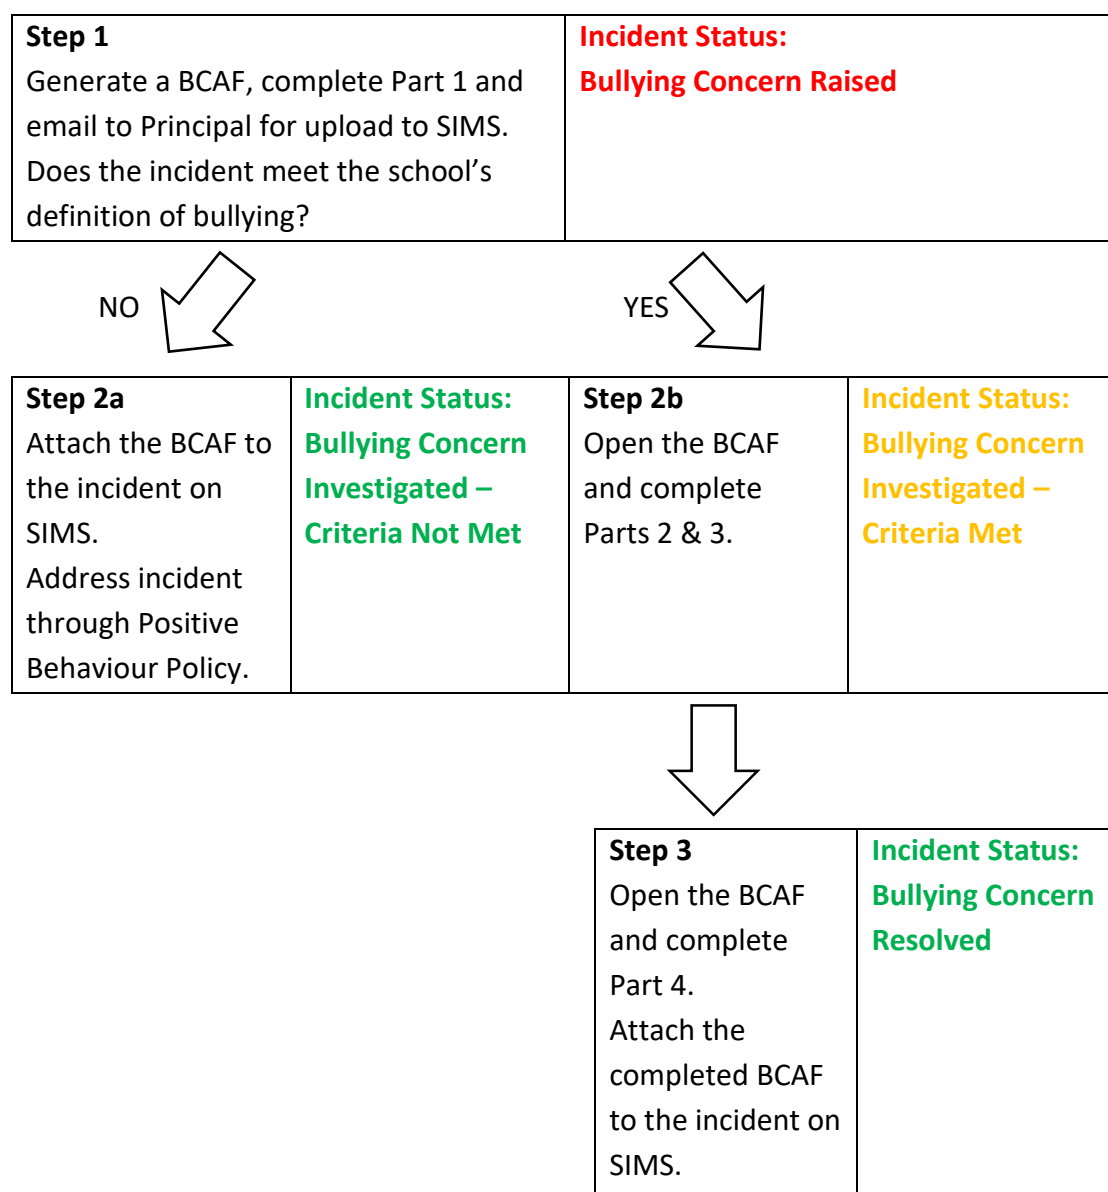 Step 1
Generate a BCAF, complete Part 1 and
email to Principal for upload to SIMS.
Does the incident meet the school’s
definition of bullying?
Incident Status:
Bullying Concern Raised
NO
YES
Step 2a
Attach the BCAF to
the incident on
SIMS.
Address incident
through Positive
Behaviour Policy.
Incident Status:
Bullying Concern
Investigated –
Criteria Not Met
Step 2b
Open the BCAF
and complete
Parts 2 & 3.
Incident Status:
Bullying Concern
Investigated –
Criteria Met
Step 3
Open the BCAF
and complete
Part 4.
Attach the
completed BCAF
to the incident on
SIMS.
Incident Status:
Bullying Concern
Resolved